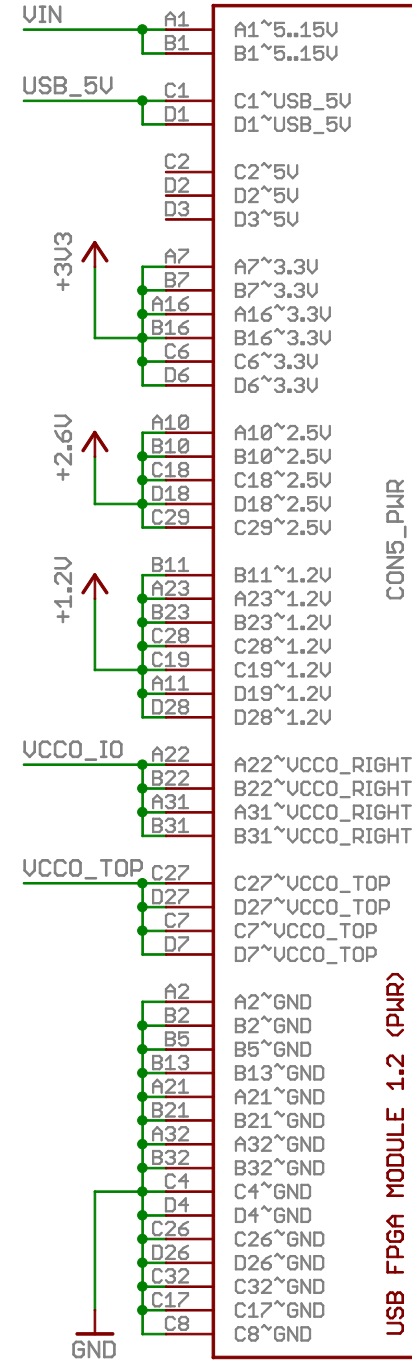 VIN
A1 A1~5..15V
B1 B1~5..15V
USB_5V
C1 C1~USB_5V
D1 D1~USB_5V
C2 C2~5V
D2 D2~5V
D3 D3~5V
+3V3
A7 A7~3.3V
B7 B7~3.3V
A16 A16~3.3V
B16 B16~3.3V
C6 C6~3.3V
D6 D6~3.3V
+2.6V
A10 A10~2.5V
B10 B10~2.5V
C18 C18~2.5V
D18 D18~2.5V
C29 C29~2.5V
CON5_PWR
+1.2V
B11 B11~1.2V
A23 A23~1.2V
B23 B23~1.2V
C28 C28~1.2V
C19 C19~1.2V
A11 D19~1.2V
D28 D28~1.2V
VCCO_IO
A22 A22~VCCO_RIGHT
B22 B22~VCCO_RIGHT
A31 A31~VCCO_RIGHT
B31 B31~VCCO_RIGHT
VCCO_TOP
C27 C27~VCCO_TOP
D27 D27~VCCO_TOP
C7 C7~VCCO_TOP
D7 D7~VCCO_TOP
A2 A2~GND
B2 B2~GND
B5 B5~GND
B13 B13~GND
A21 A21~GND
B21 B21~GND
A32 A32~GND
B32 B32~GND
C4 C4~GND
D4 D4~GND
C26 C26~GND
D26 D26~GND
C32 C32~GND
C17 C17~GND
C8 C8~GND
GND
USB FPGA MODULE 1.2 (PWR)